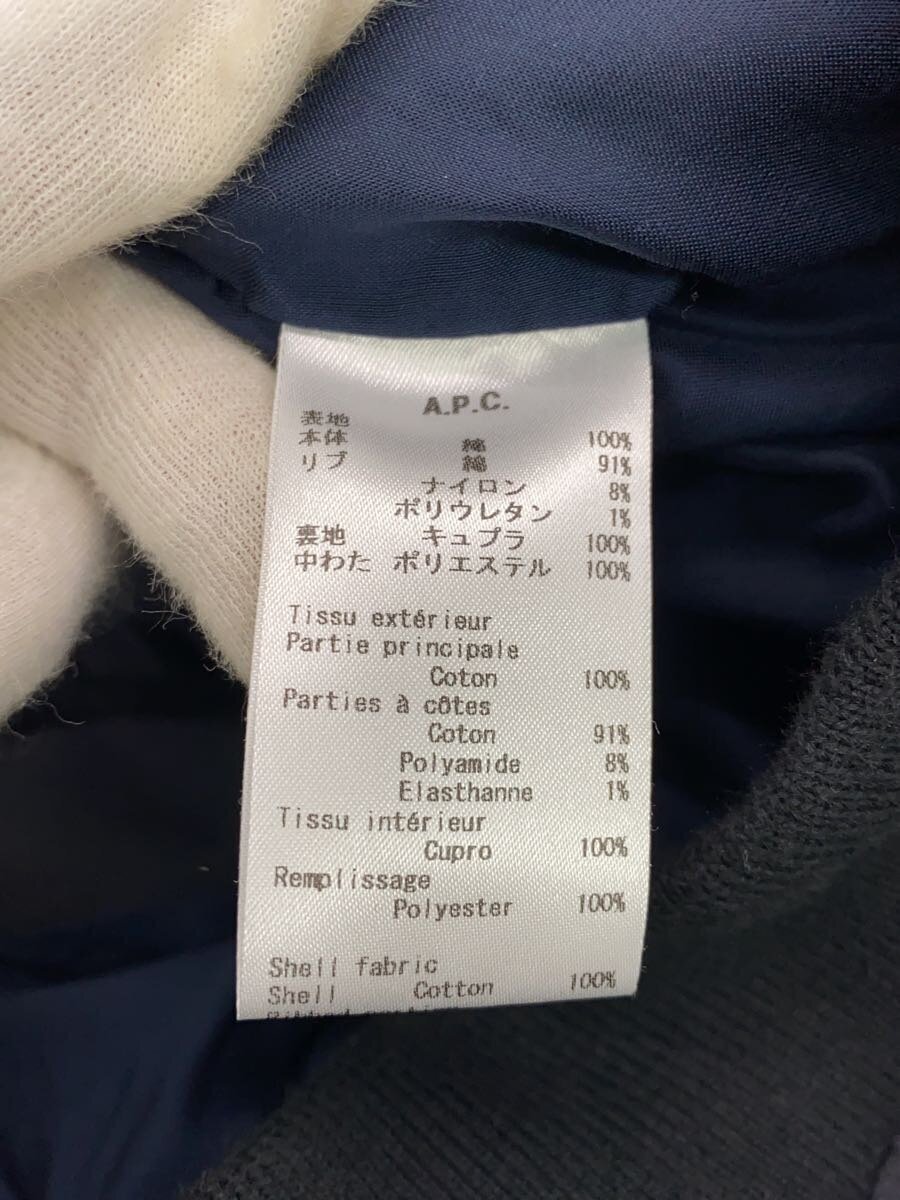 A.P.C.
表地
本体 綿 100%
リブ 綿 91%
ナイロン 8%
ポリウレタン 1%
裏地 キュプラ 100%
中わた ポリエステル 100%
Tissu extérieur
Partie principale
Coton 100%
Parties à côtes
Coton 91%
Polyamide 8%
Elasthanne 1%
Tissu intérieur
Cupro 100%
Remplissage
Polyester 100%
Shell fabric
Shell Cotton 100%